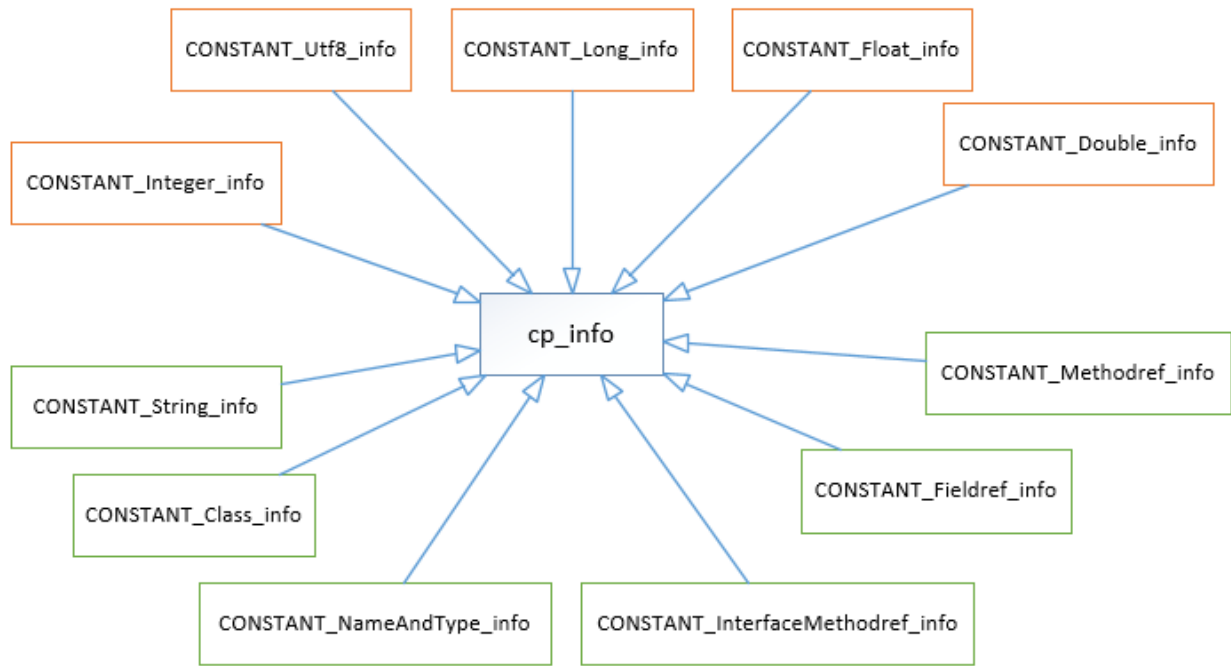 CONSTANT_Utf8_info
CONSTANT_Long_info
CONSTANT_Float_info
CONSTANT_Double_info
CONSTANT_Integer_info
cp_info
CONSTANT_Methodref_info
CONSTANT_String_info
CONSTANT_Fieldref_info
CONSTANT_Class_info
CONSTANT_NameAndType_info
CONSTANT_InterfaceMethodref_info